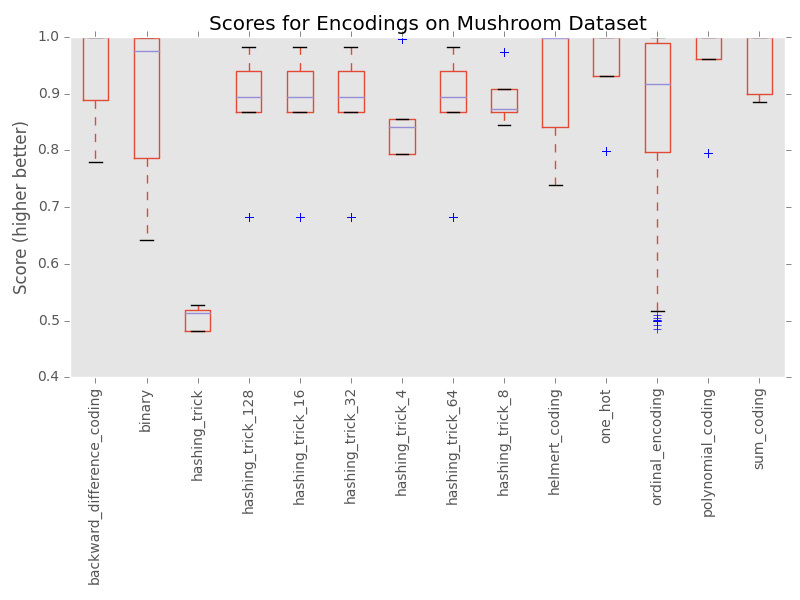 Scores for Encodings on Mushroom Dataset
Score (higher better)
1.0
0.9
0.8
0.7
0.6
0.5
0.4
backward_difference_coding
binary
hashing_trick
hashing_trick_128
hashing_trick_16
hashing_trick_32
hashing_trick_4
hashing_trick_64
hashing_trick_8
helmert_coding
one_hot
ordinal_encoding
polynomial_coding
sum_coding